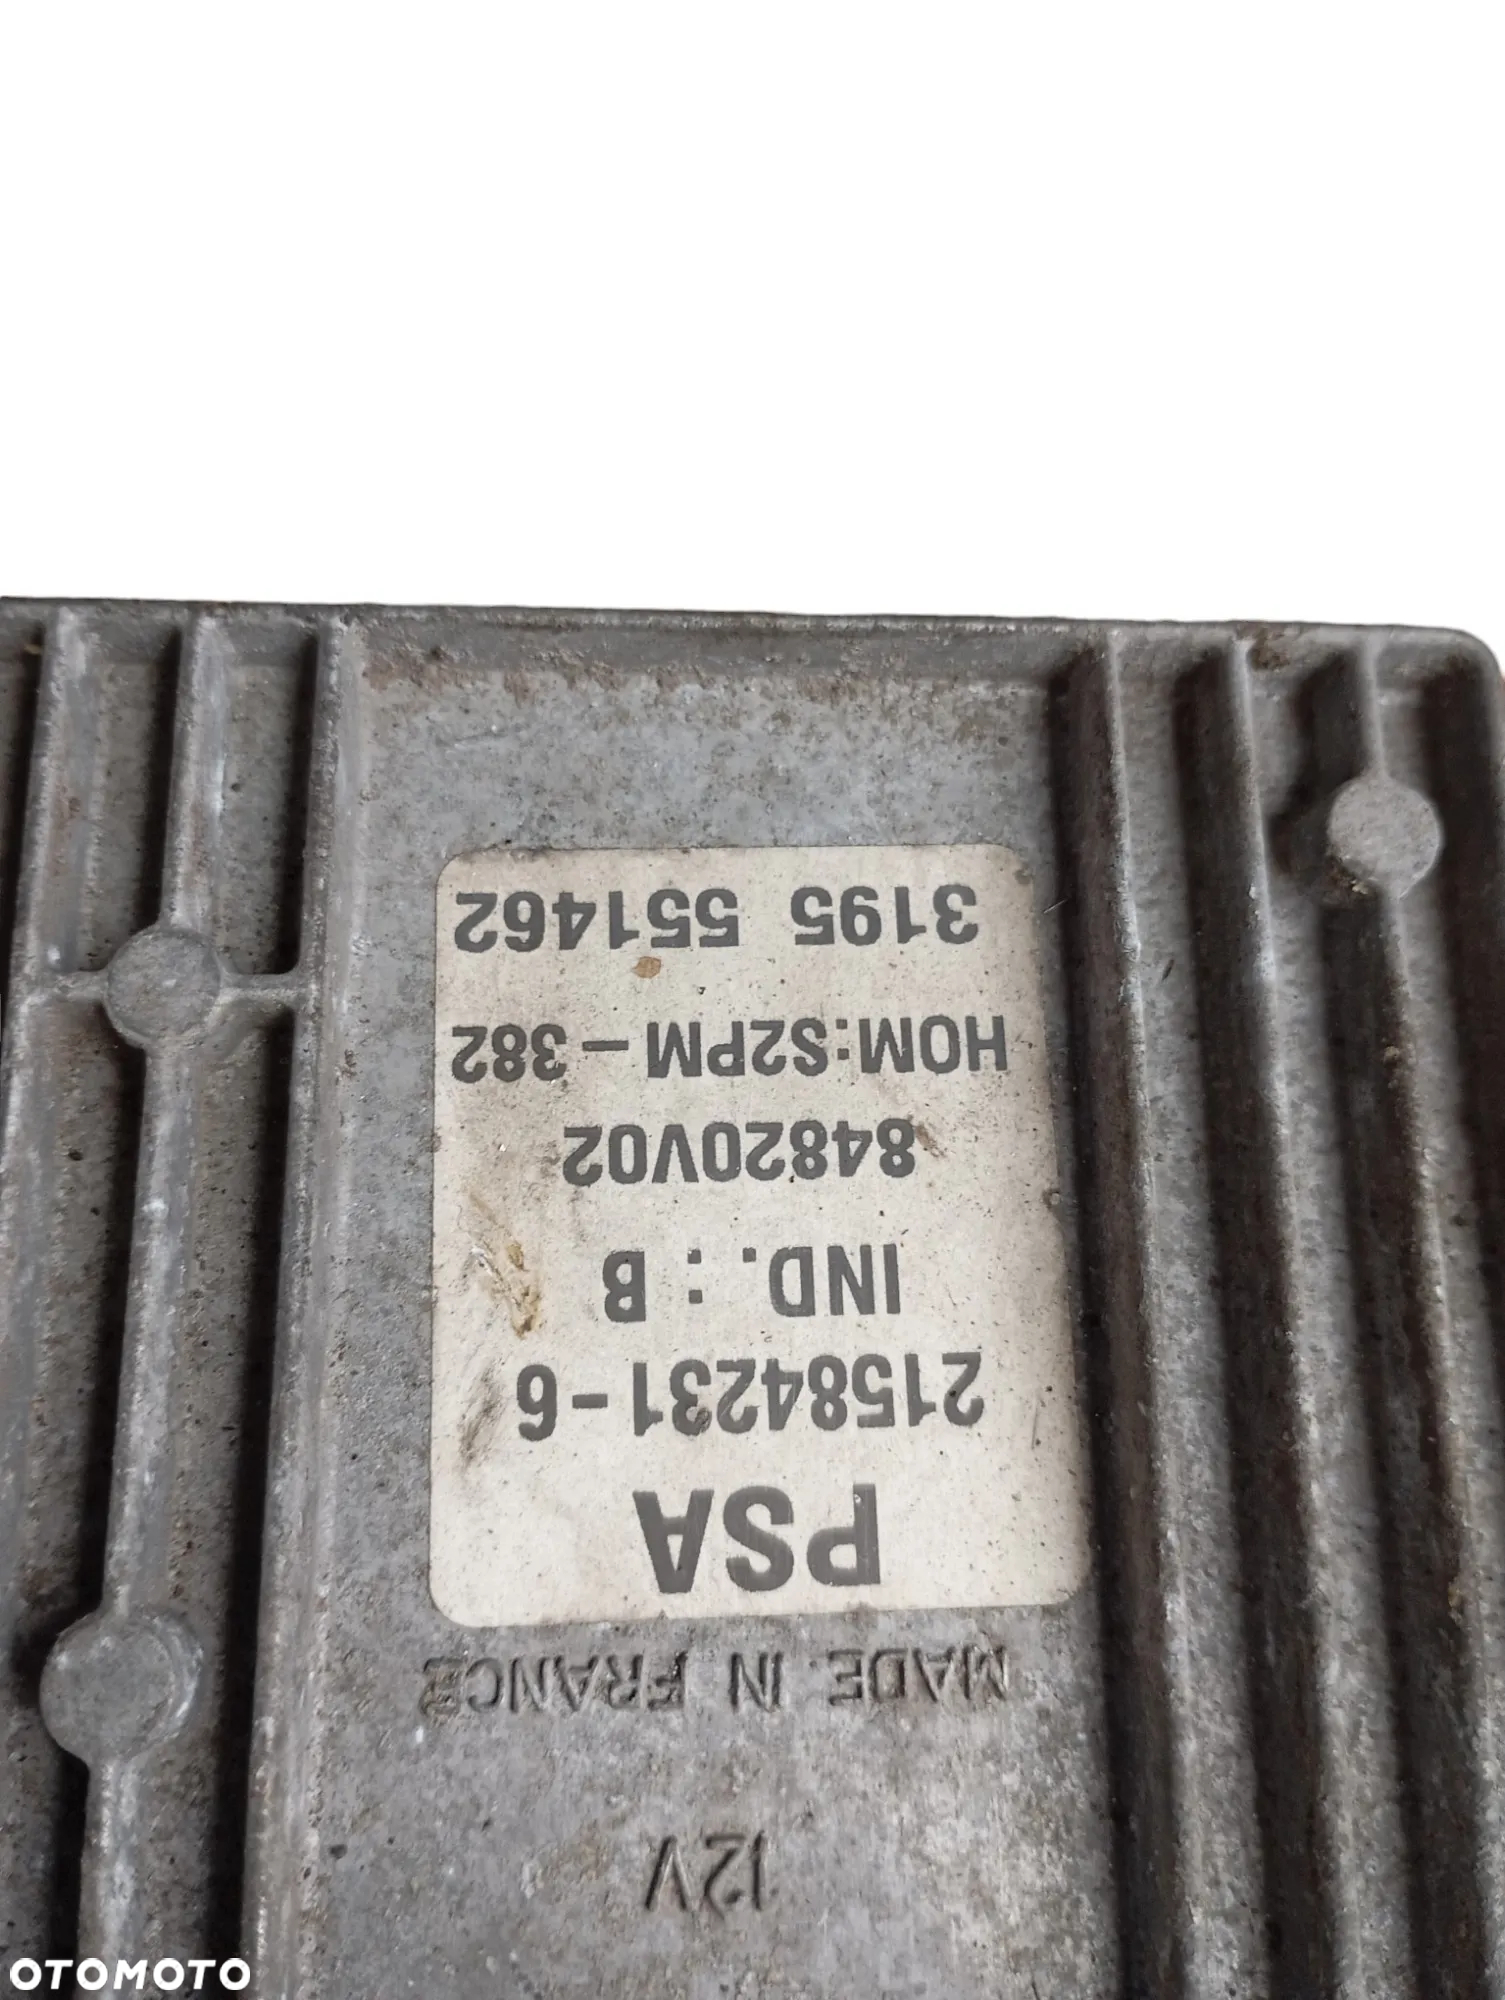 12V
MADE IN FRANCE
PSA
21584231-6
IND. : B
84820V02
HOM:S2PM-382
3195 551462
OTOMOTO